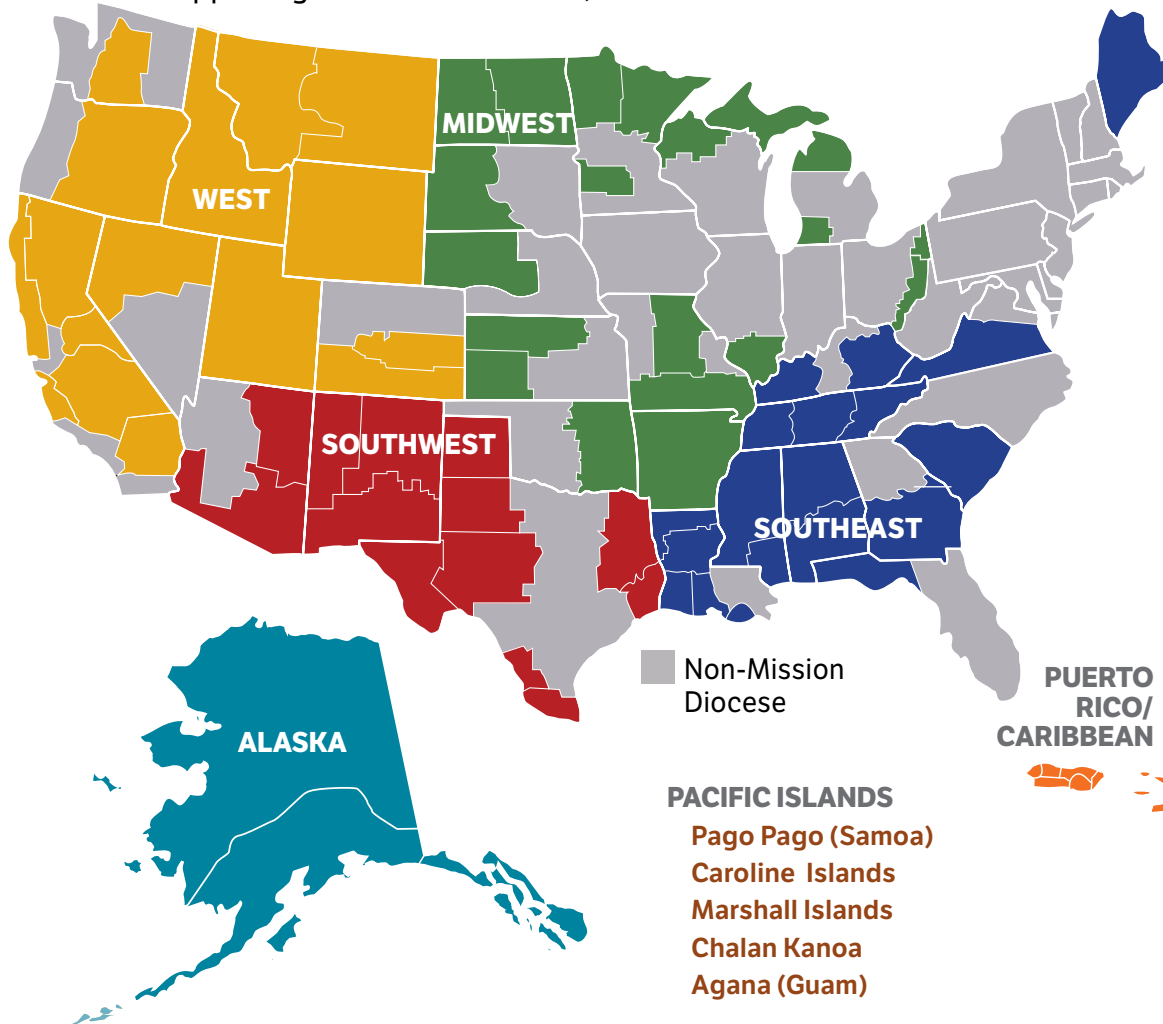 MIDWEST
WEST
SOUTHWEST
SOUTHEAST
Non-Mission
Diocese
PUERTO
RICO/
CARIBBEAN
ALASKA
PACIFIC ISLANDS
Pago Pago (Samoa)
Caroline Islands
Marshall Islands
Chalan Kanoa
Agana (Guam)